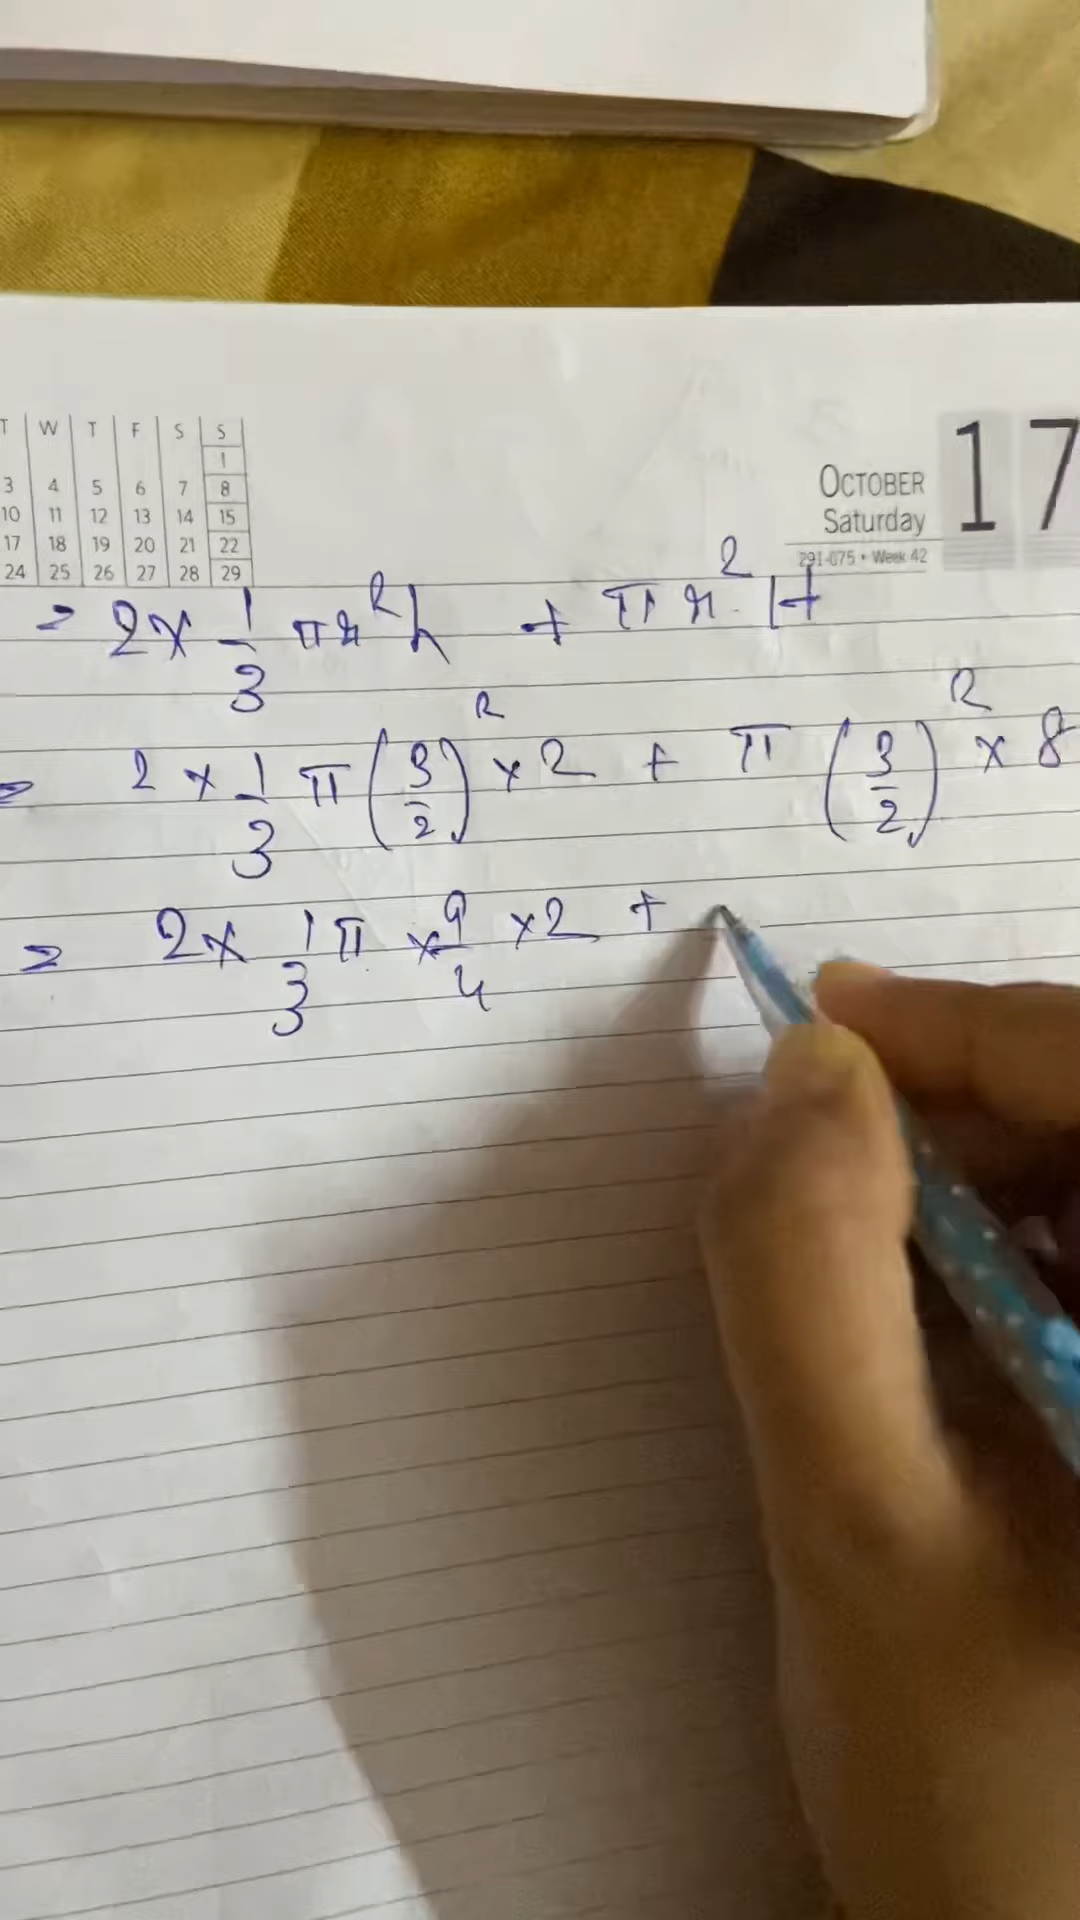 T W T F S S
1
3 4 5 6 7 8
10 11 12 13 14 15
17 18 19 20 21 22
24 25 26 27 28 29
OCTOBER
Saturday
17
291-075 • Week 42
= 2 × 1/3 πr²h + πr²H
= 2 × 1/3 π(3/2)² × 2 + π(3/2)² × 8
= 2 × 1/3 π × 9/4 × 2 +